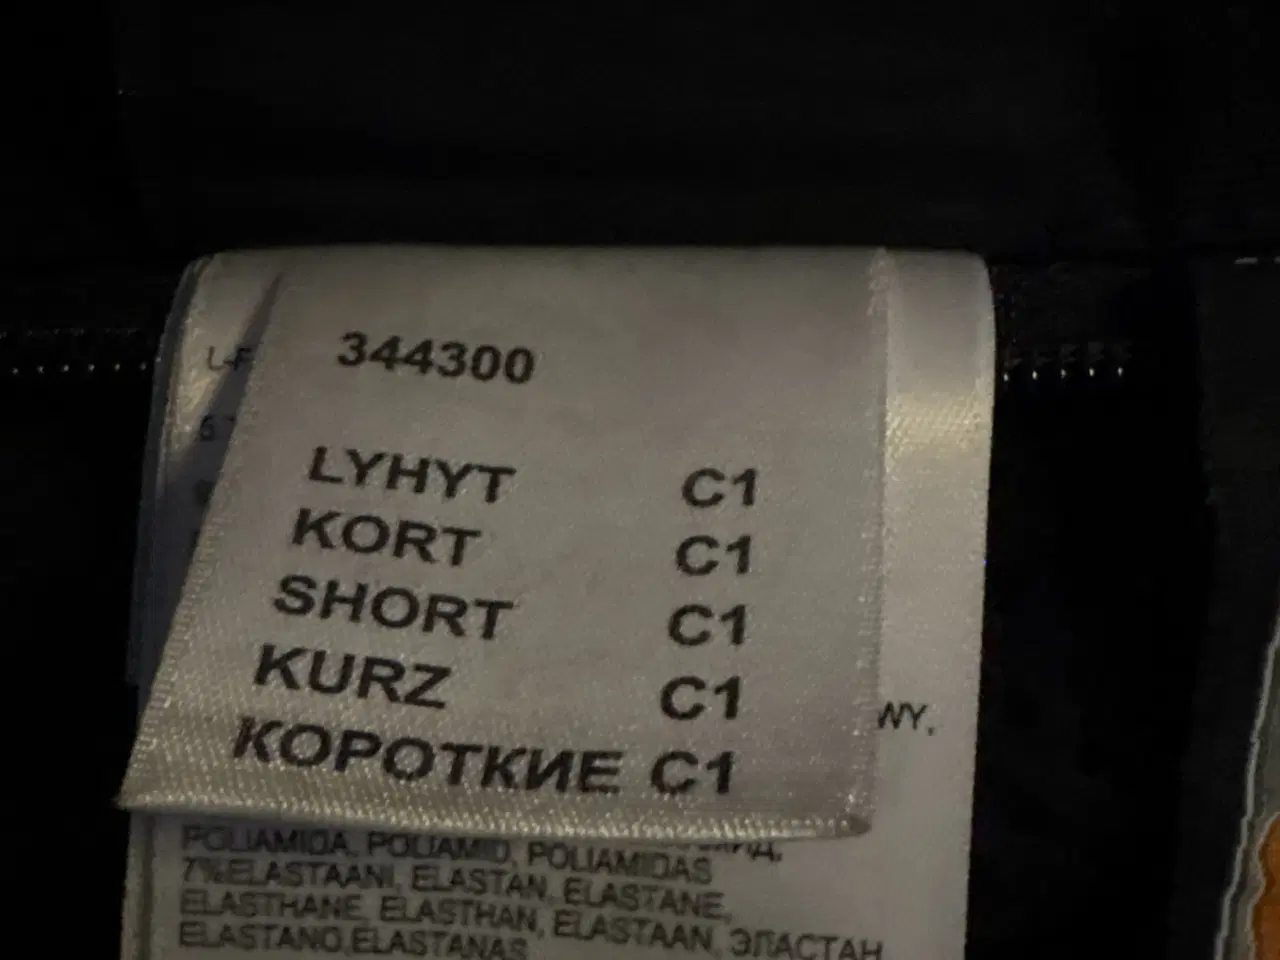 344300
LYHYT C1
KORT C1
SHORT C1
KURZ C1
КОРОТКИЕ C1
WY,
POLIAMIDA, POLIAMID, POLIAMIDAS
7%ELASTAANI, ELASTAN, ELASTANE,
ELASTHANE, ELASTHAN, ELASTAAN, ЭЛАСТАН
ELASTANO,ELASTANAS